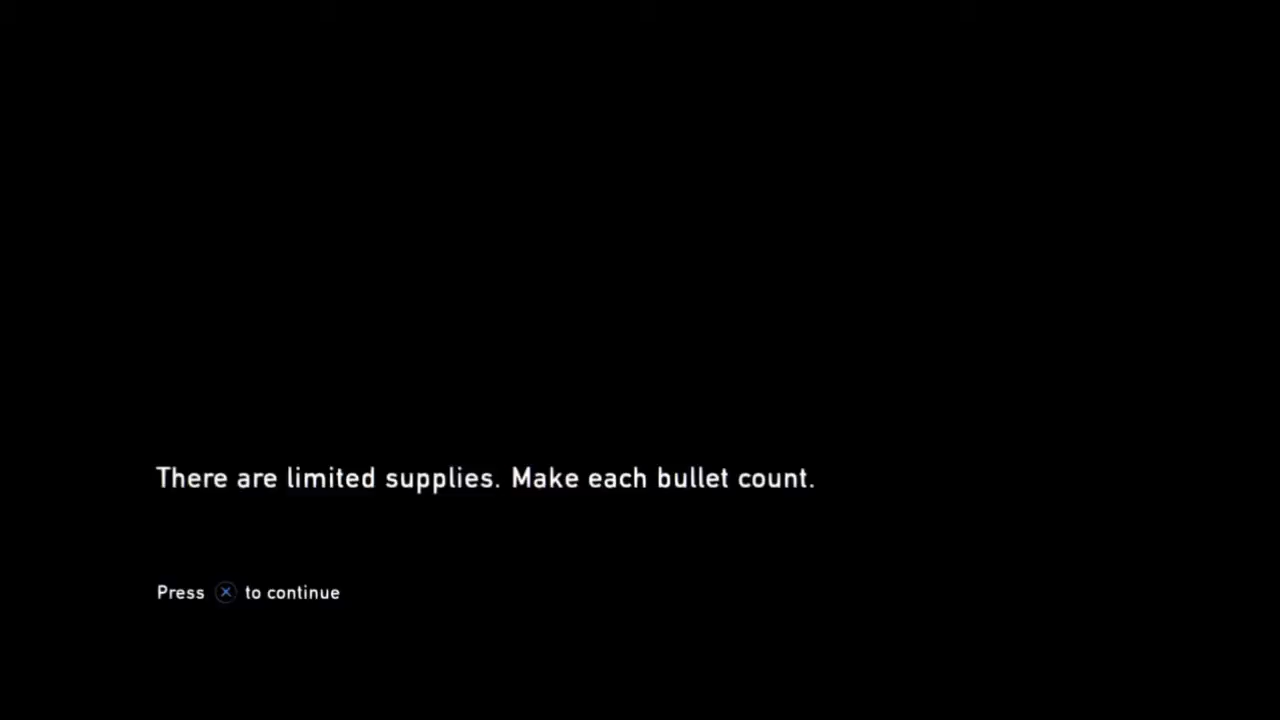 There are limited supplies. Make each bullet count.
Press ⓧ to continue